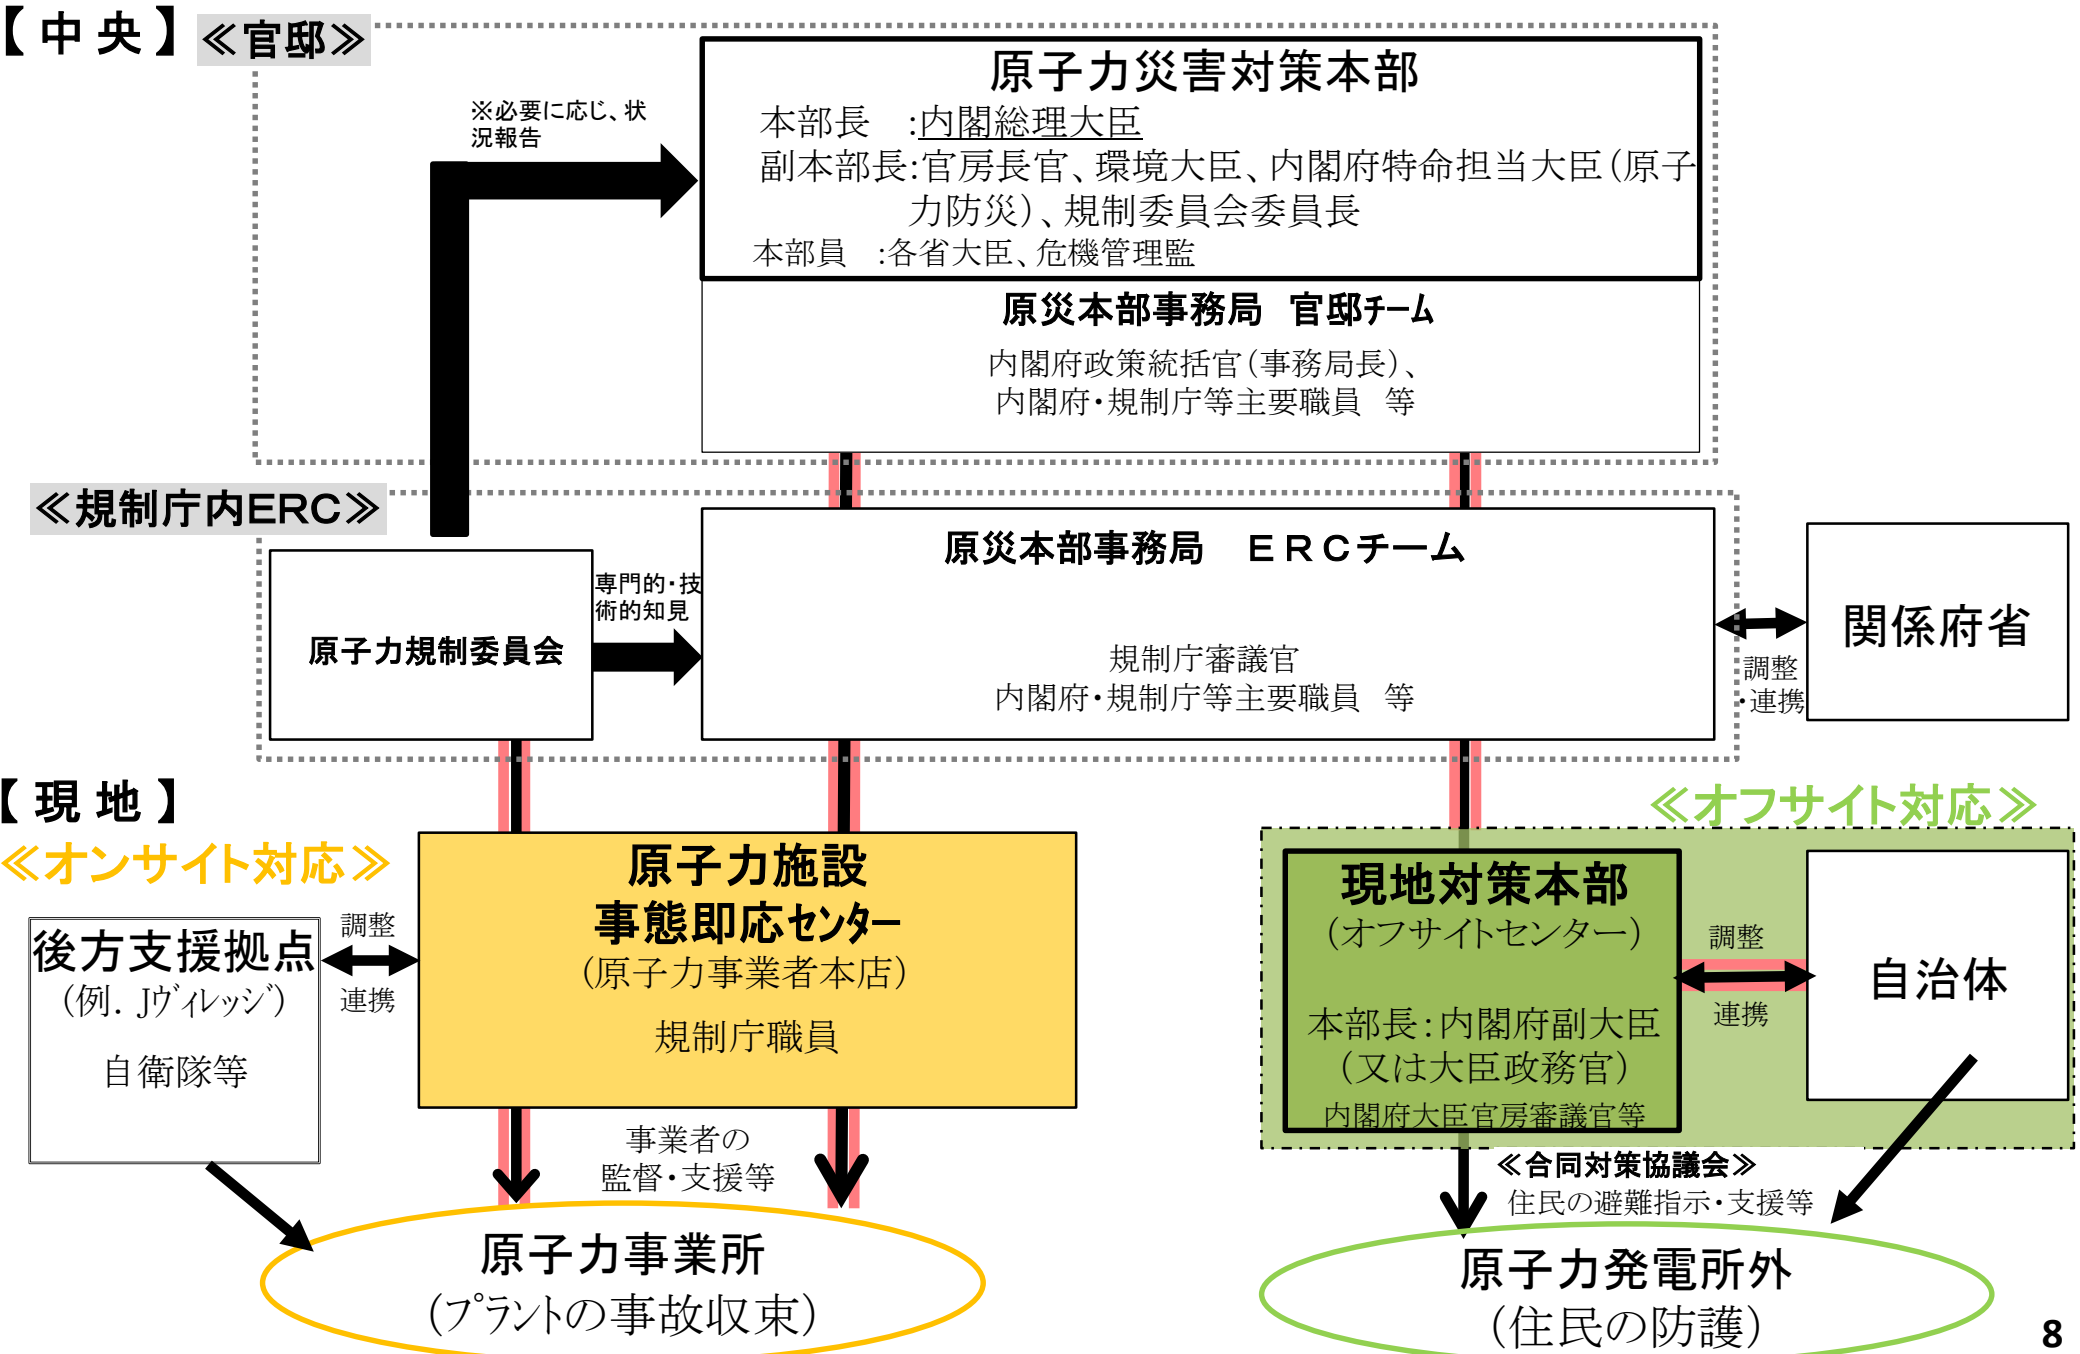 【 中 央 】
≪官邸≫
原子力災害対策本部
本部長　:内閣総理大臣
副本部長:官房長官、環境大臣、内閣府特命担当大臣(原子
力防災)、規制委員会委員長
本部員　:各省大臣、危機管理監
※必要に応じ、状
況報告
原災本部事務局　官邸ﾁｰﾑ
内閣府政策統括官(事務局長)、
内閣府・規制庁等主要職員　等
≪規制庁内ERC≫
原子力規制委員会
専門的・技
術的知見
原災本部事務局　ＥＲＣチーム
規制庁審議官
内閣府・規制庁等主要職員　等
関係府省
調整
・連携
【 現 地 】
≪オンサイト対応≫
後方支援拠点
(例．Jｳﾞｨﾚｯｼﾞ)
自衛隊等
調整
連携
原子力施設
事態即応ｾﾝﾀｰ
(原子力事業者本店)
規制庁職員
事業者の
監督・支援等
原子力事業所
(ﾌﾟﾗﾝﾄの事故収束)
≪オフサイト対応≫
現地対策本部
(オフサイトセンター)
本部長：内閣府副大臣
(又は大臣政務官)
内閣府大臣官房審議官等
調整
連携
自治体
≪合同対策協議会≫
住民の避難指示・支援等
原子力発電所外
(住民の防護)
8